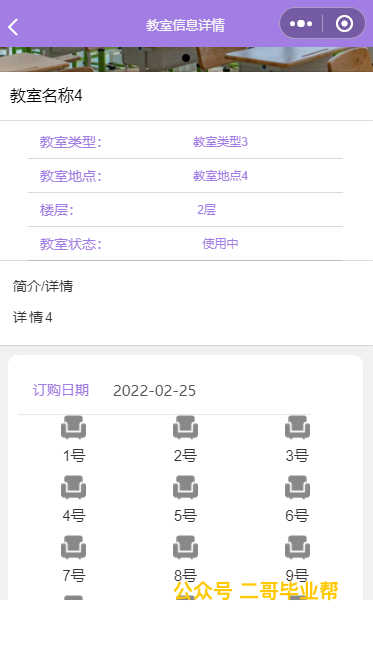 教室信息详情
教室名称4
教室类型： 教室类型3
教室地点： 教室地点4
楼层： 2层
教室状态： 使用中
简介/详情
详情4
订购日期 2022-02-25
1号 2号 3号
4号 5号 6号
7号 8号 9号
公众号 二哥毕业帮